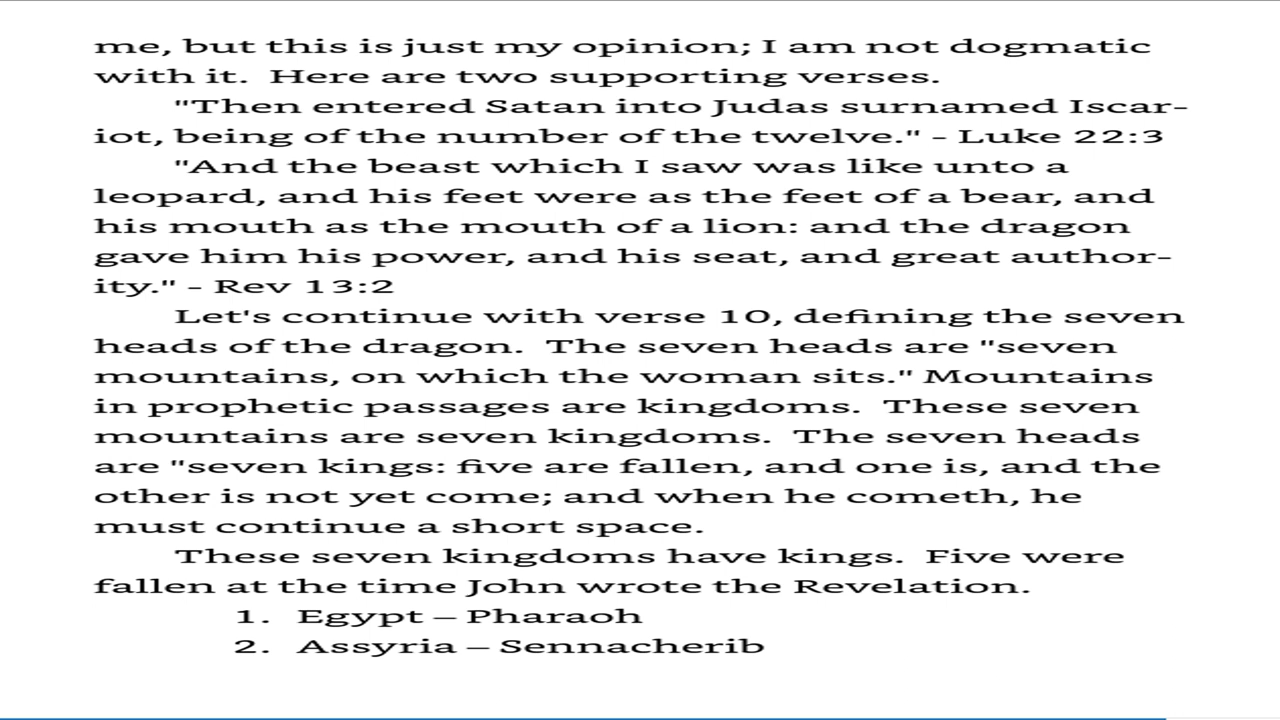 me, but this is just my opinion; I am not dogmatic
with it.  Here are two supporting verses.
"Then entered Satan into Judas surnamed Iscar-
iot, being of the number of the twelve." - Luke 22:3
"And the beast which I saw was like unto a
leopard, and his feet were as the feet of a bear, and
his mouth as the mouth of a lion: and the dragon
gave him his power, and his seat, and great author-
ity." - Rev 13:2
Let's continue with verse 10, defining the seven
heads of the dragon.  The seven heads are "seven
mountains, on which the woman sits." Mountains
in prophetic passages are kingdoms.  These seven
mountains are seven kingdoms.  The seven heads
are "seven kings: five are fallen, and one is, and the
other is not yet come; and when he cometh, he
must continue a short space.
These seven kingdoms have kings.  Five were
fallen at the time John wrote the Revelation.
1.  Egypt – Pharaoh
2.  Assyria – Sennacherib